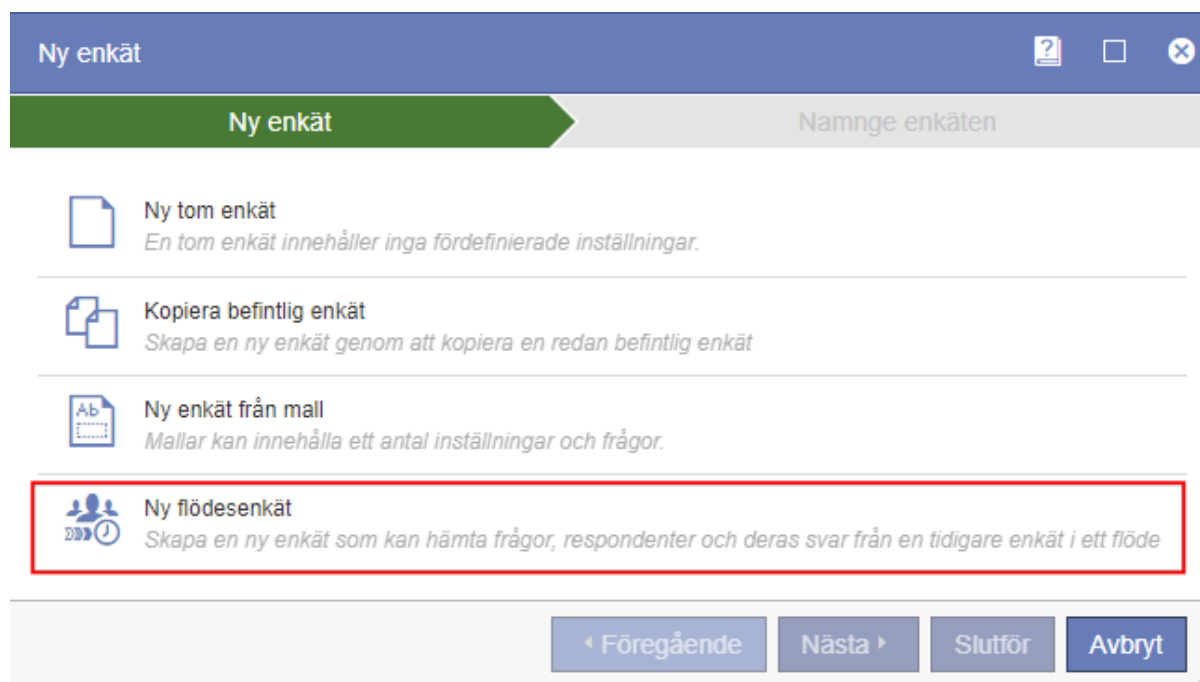 Ny enkät
Ny enkät
Namnge enkäten
Ny tom enkät
En tom enkät innehåller inga fördefinierade inställningar.
Kopiera befintlig enkät
Skapa en ny enkät genom att kopiera en redan befintlig enkät
Ab
Ny enkät från mall
Mallar kan innehålla ett antal inställningar och frågor.
Ny flödesenkät
Skapa en ny enkät som kan hämta frågor, respondenter och deras svar från en tidigare enkät i ett flöde
Föregående
Nästa
Slutför
Avbryt